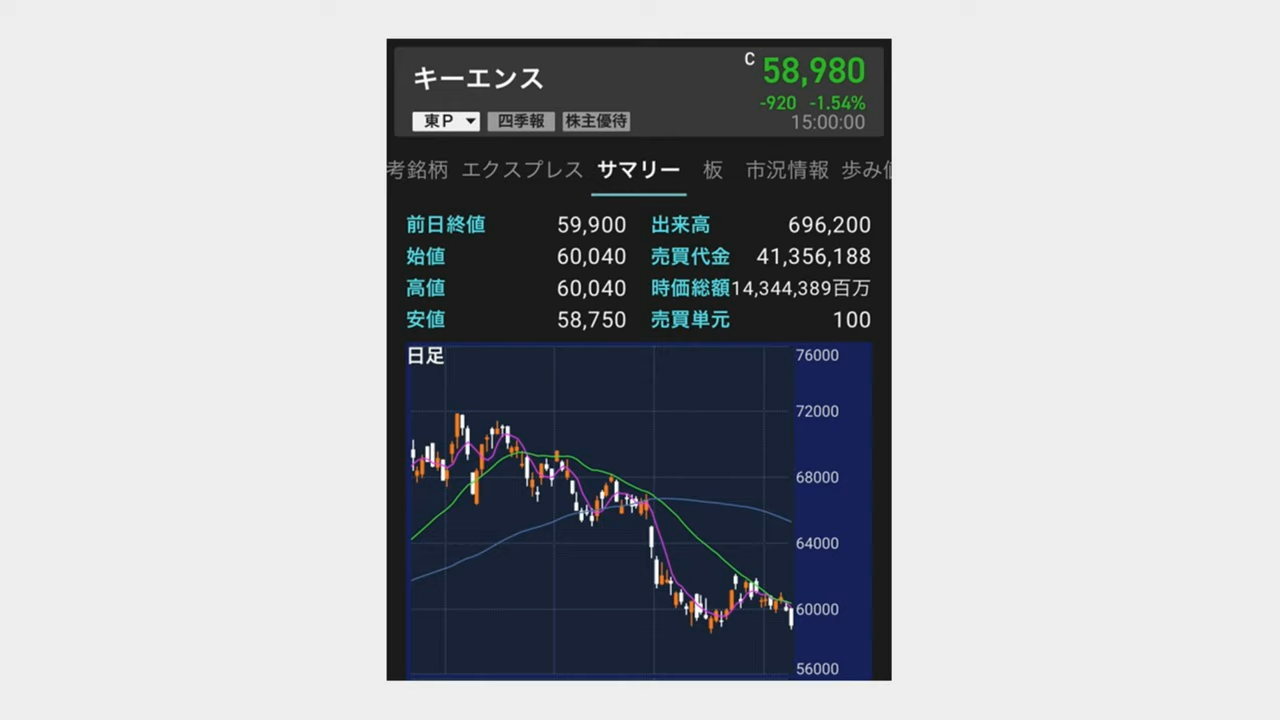 キーエンス
C 58,980
-920 -1.54%
東P 四季報 株主優待 15:00:00
考銘柄 エクスプレス サマリー 板 市況情報 歩み値
前日終値 59,900 出来高 696,200
始値 60,040 売買代金 41,356,188
高値 60,040 時価総額 14,344,389百万
安値 58,750 売買単元 100
日足
76000
72000
68000
64000
60000
56000